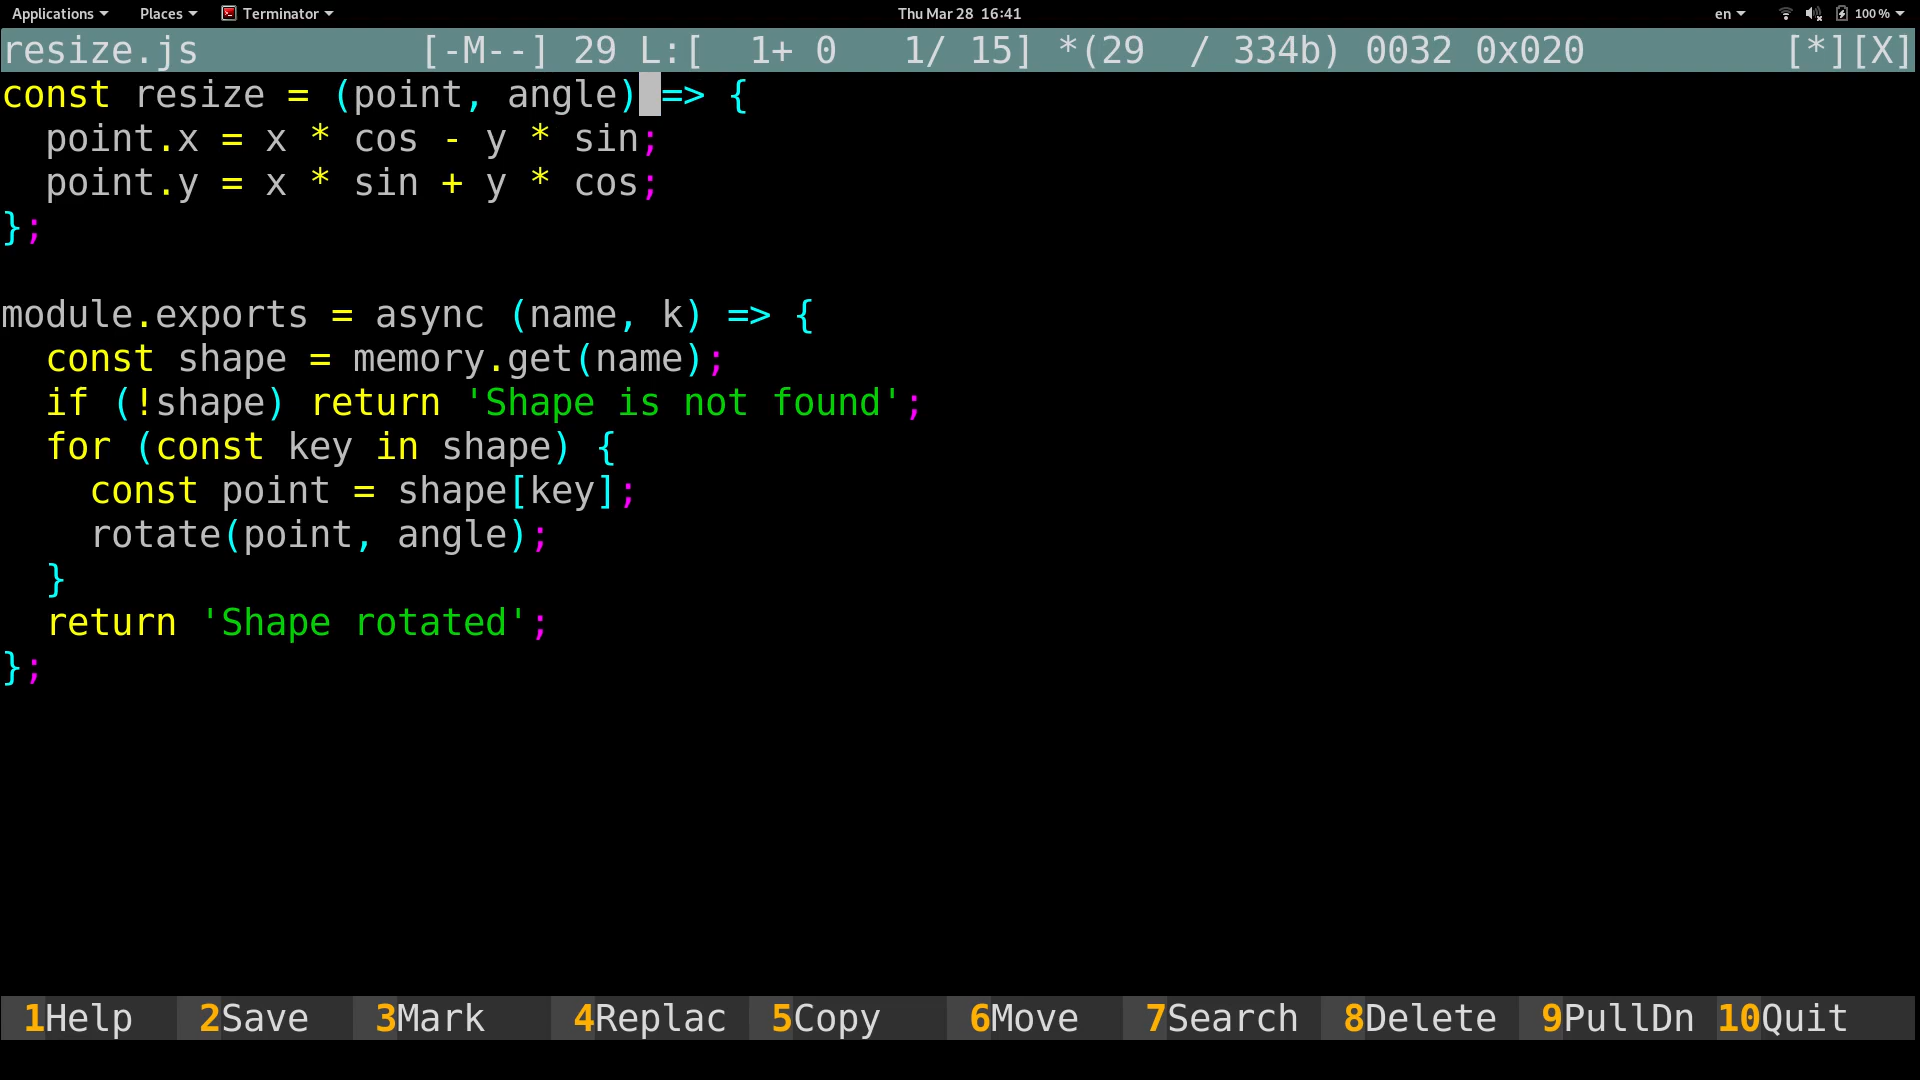 Applications Places Terminator Thu Mar 28 16:41 en 100 %
resize.js [-M--] 29 L:[ 1+ 0 1/ 15] *(29 / 334b) 0032 0x020 [*][X]
const resize = (point, angle) => {
  point.x = x * cos - y * sin;
  point.y = x * sin + y * cos;
};

module.exports = async (name, k) => {
  const shape = memory.get(name);
  if (!shape) return 'Shape is not found';
  for (const key in shape) {
    const point = shape[key];
    rotate(point, angle);
  }
  return 'Shape rotated';
};
1Help 2Save 3Mark 4Replac 5Copy 6Move 7Search 8Delete 9PullDn 10Quit